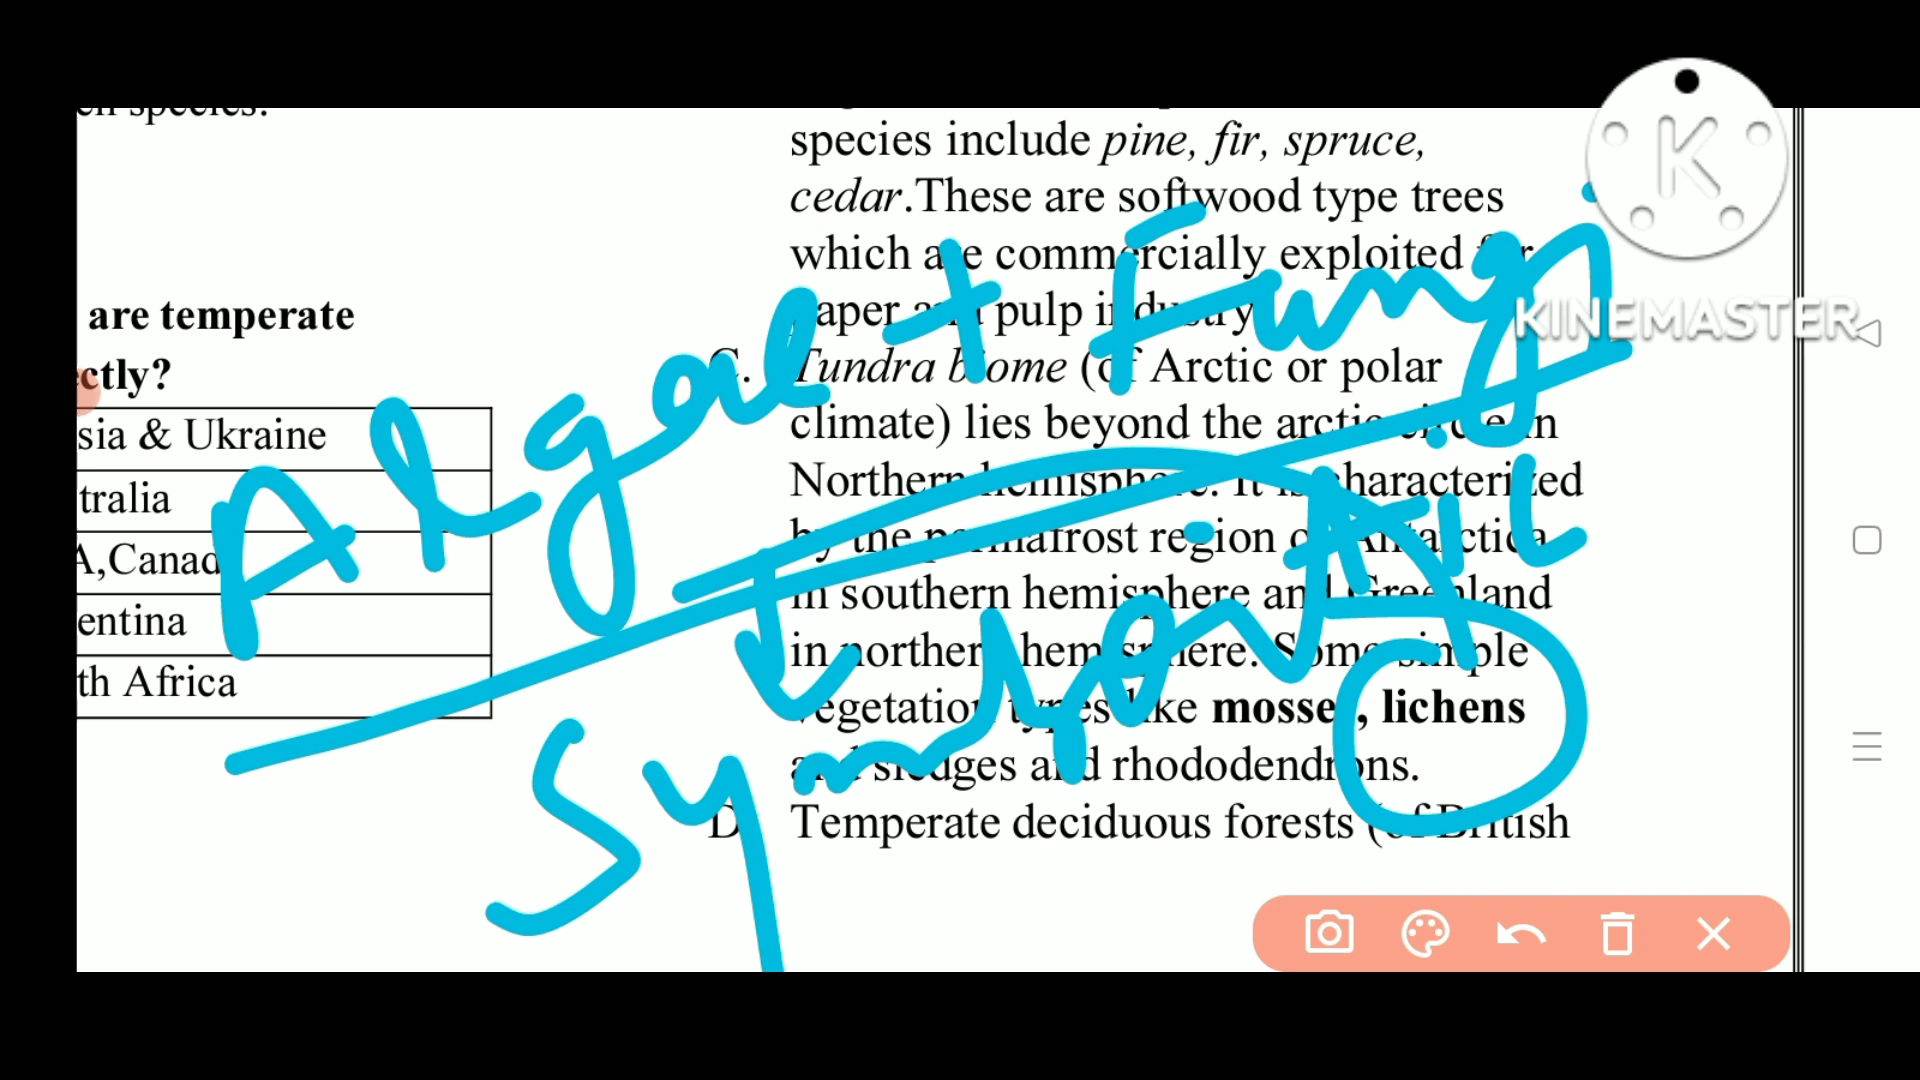 species include pine, fir, spruce,
cedar.These are softwood type trees
which are commercially exploited for
paper and pulp industry
C. Tundra biome (of Arctic or polar
climate) lies beyond the arctic circle in
Northern hemisphere. It is characterized
by the permafrost region of Antarctica
in southern hemisphere and Greenland
in northern hemisphere. Some simple
vegetation types like mosses, lichens
and sledges and rhododendrons.
D. Temperate deciduous forests (of British
en species.
are temperate
ectly?
sia & Ukraine
tralia
A,Canad
entina
th Africa
Algae + Fungi
K
KINEMASTER